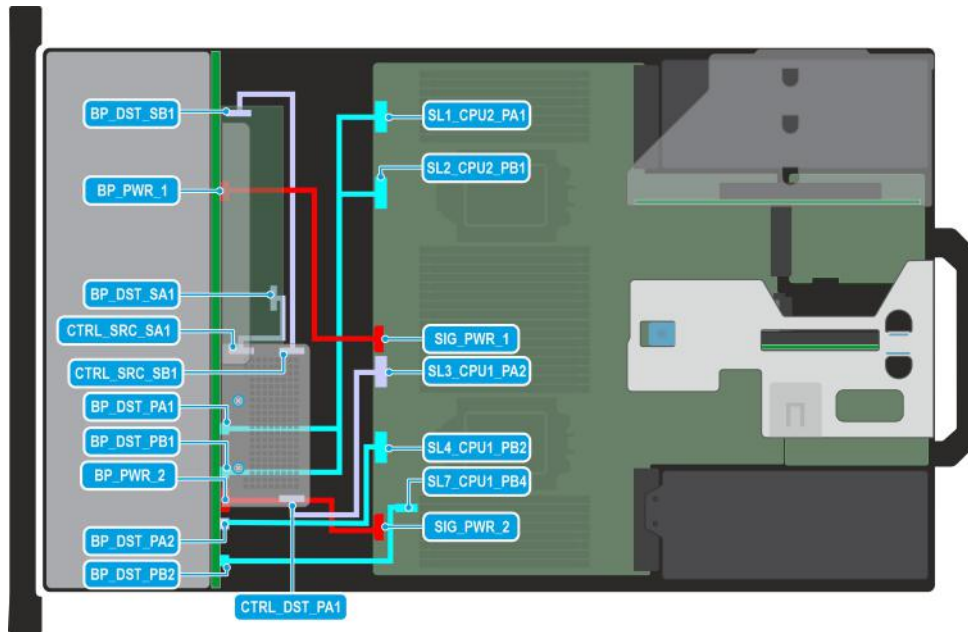 BP_DST_SB1
BP_PWR_1
BP_DST_SA1
CTRL_SRC_SA1
CTRL_SRC_SB1
BP_DST_PA1
BP_DST_PB1
BP_PWR_2
BP_DST_PA2
BP_DST_PB2
CTRL_DST_PA1
SL1_CPU2_PA1
SL2_CPU2_PB1
SIG_PWR_1
SL3_CPU1_PA2
SL4_CPU1_PB2
SL7_CPU1_PB4
SIG_PWR_2